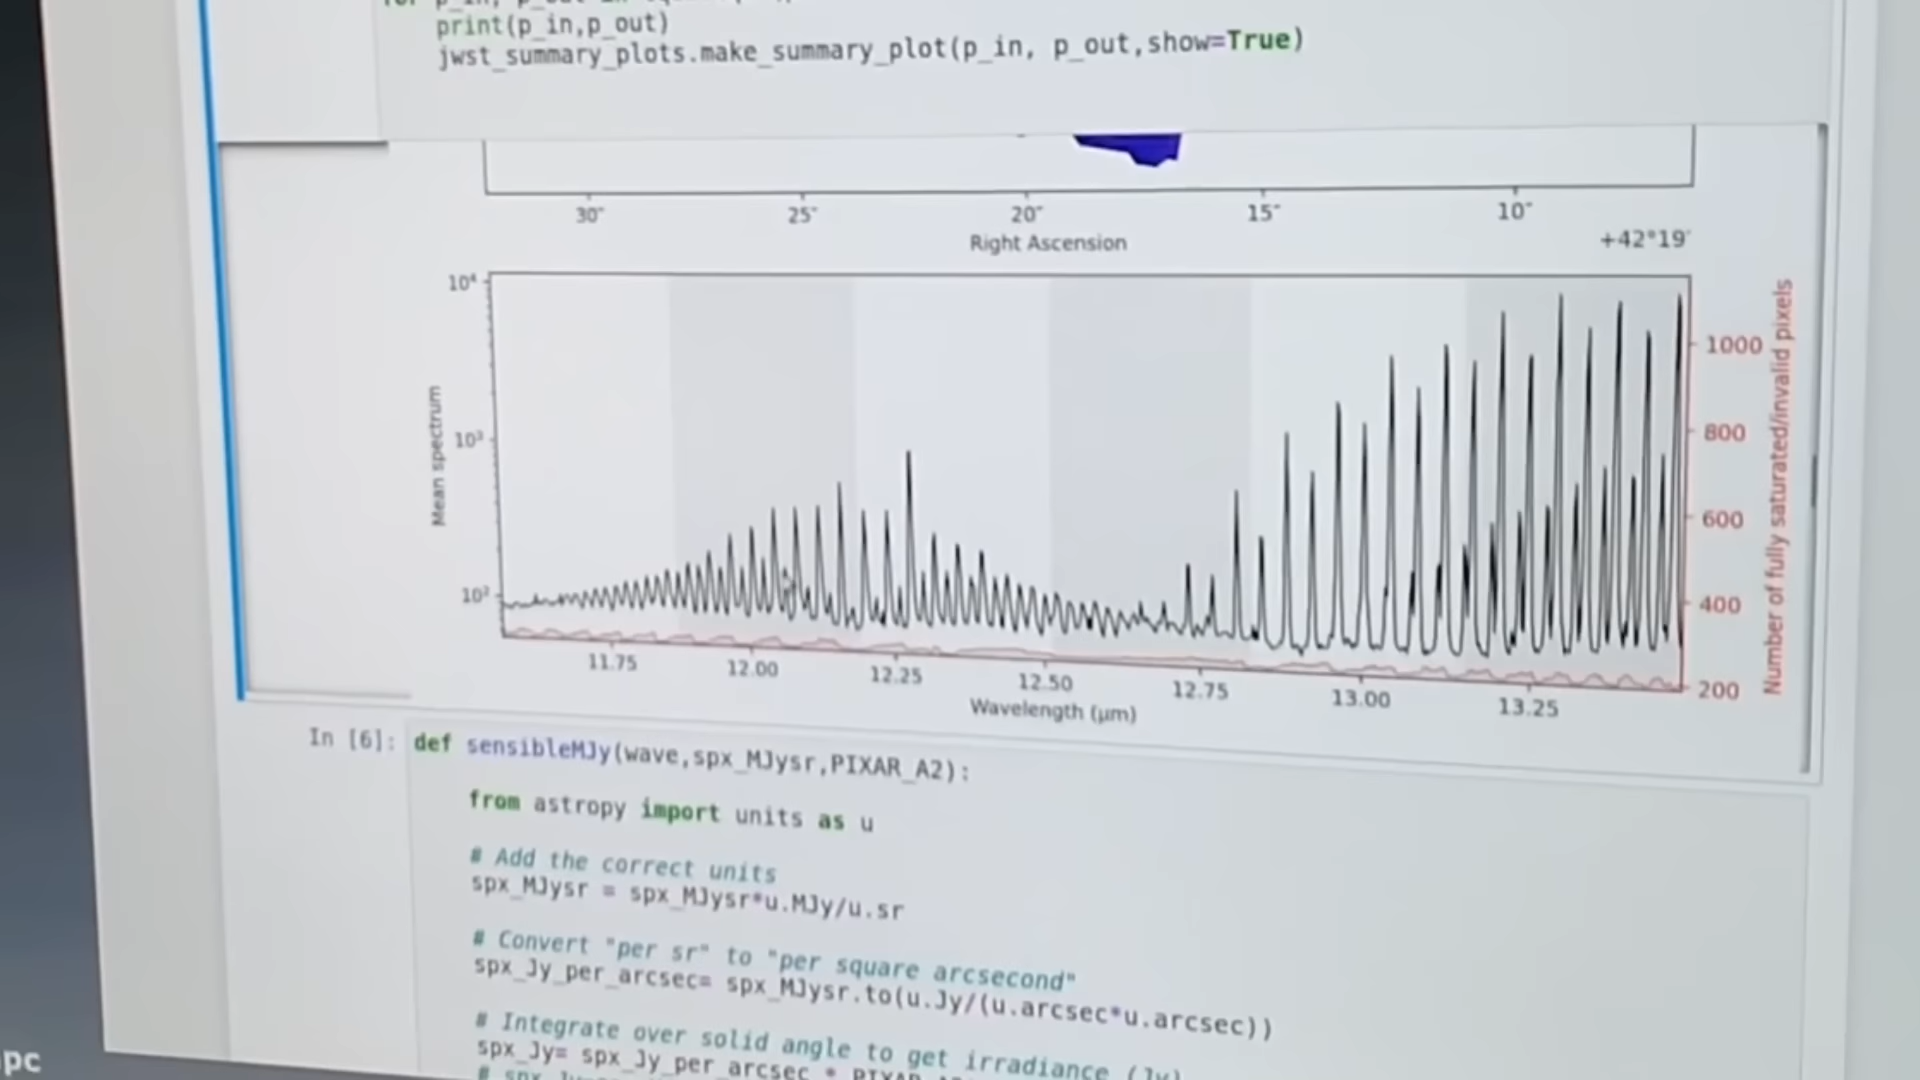 print(p_in,p_out)
jwst_summary_plots.make_summary_plot(p_in, p_out,show=True)
30″ 25″ 20″ 15″ 10″
Right Ascension
+42°19′
10⁴
10³
10²
Mean spectrum
1000
800
600
400
200
Number of fully saturated/invalid pixels
11.75 12.00 12.25 12.50 12.75 13.00 13.25
Wavelength (μm)
In [6]: def sensibleMJy(wave,spx_MJysr,PIXAR_A2):
from astropy import units as u
# Add the correct units
spx_MJysr = spx_MJysr*u.MJy/u.sr
# Convert "per sr" to "per square arcsecond"
spx_Jy_per_arcsec= spx_MJysr.to(u.Jy/(u.arcsec*u.arcsec))
# Integrate over solid angle to get irradiance (Jy)
spx_Jy= spx_Jy_per_arcsec *
pc